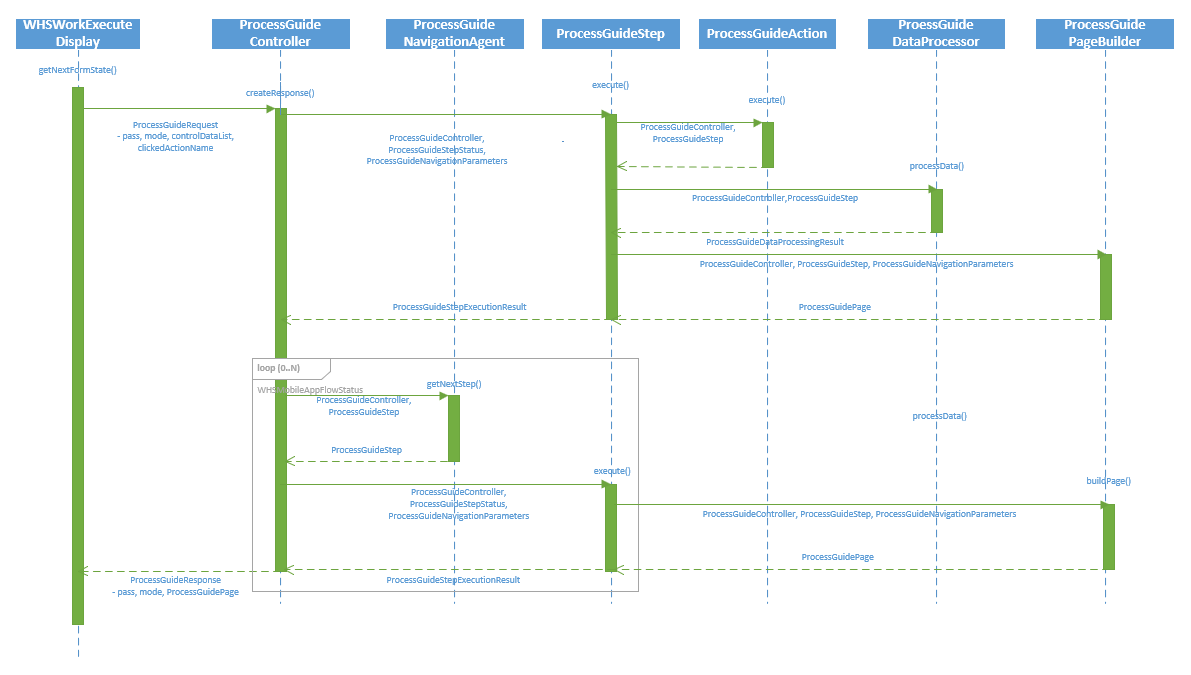 WHSWorkExecute
Display
ProcessGuide
Controller
ProcessGuide
NavigationAgent
ProcessGuideStep
ProcessGuideAction
ProessGuide
DataProcessor
ProcessGuide
PageBuilder
getNextFormState()
createResponse()
execute()
execute()
ProcessGuideRequest
- pass, mode, controlDataList,
clickedActionName
ProcessGuideController,
ProcessGuideStepStatus,
ProcessGuideNavigationParameters
ProcessGuideController,
ProcessGuideStep
processData()
ProcessGuideController,ProcessGuideStep
ProcessGuideDataProcessingResult
ProcessGuideController, ProcessGuideStep, ProcessGuideNavigationParameters
ProcessGuideStepExecutionResult
ProcessGuidePage
loop (0..N)
WHSMobileAppFlowStatus
getNextStep()
ProcessGuideController,
ProcessGuideStep
processData()
ProcessGuideStep
execute()
buildPage()
ProcessGuideController,
ProcessGuideStepStatus,
ProcessGuideNavigationParameters
ProcessGuideController, ProcessGuideStep, ProcessGuideNavigationParameters
ProcessGuidePage
ProcessGuideStepExecutionResult
ProcessGuideResponse
- pass, mode, ProcessGuidePage